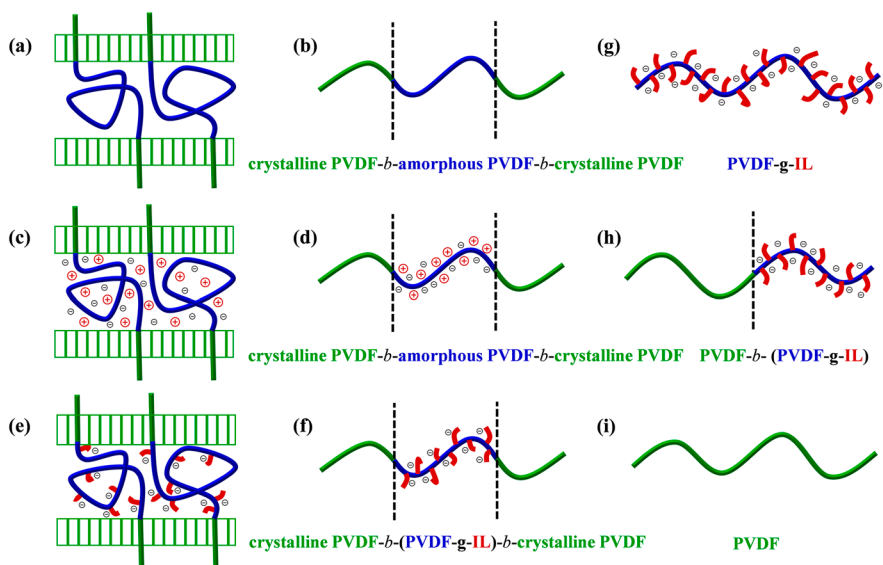 (a)
(b)
(g)
crystalline PVDF-b-amorphous PVDF-b-crystalline PVDF
PVDF-g-IL
(c)
(d)
(h)
crystalline PVDF-b-amorphous PVDF-b-crystalline PVDF
PVDF-b- (PVDF-g-IL)
(e)
(f)
(i)
crystalline PVDF-b-(PVDF-g-IL)-b-crystalline PVDF
PVDF